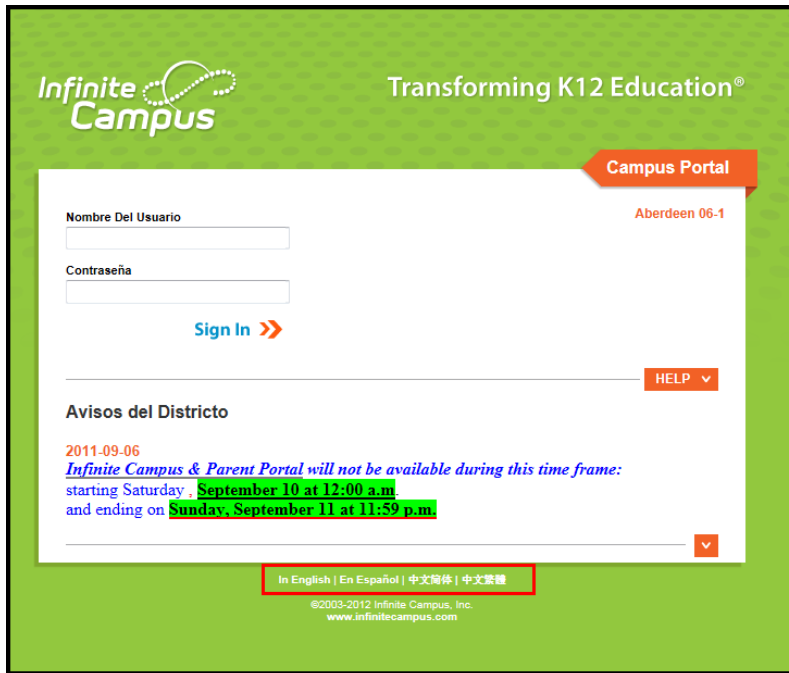 Infinite
Campus
Transforming K12 Education®
Campus Portal
Aberdeen 06-1
Nombre Del Usuario
Contraseña
Sign In
HELP
Avisos del Districto
2011-09-06
Infinite Campus & Parent Portal will not be available during this time frame:
starting Saturday , September 10 at 12:00 a.m.
and ending on Sunday, September 11 at 11:59 p.m.
In English | En Español | 中文简体 | 中文繁體
©2003-2012 Infinite Campus, Inc.
www.infinitecampus.com